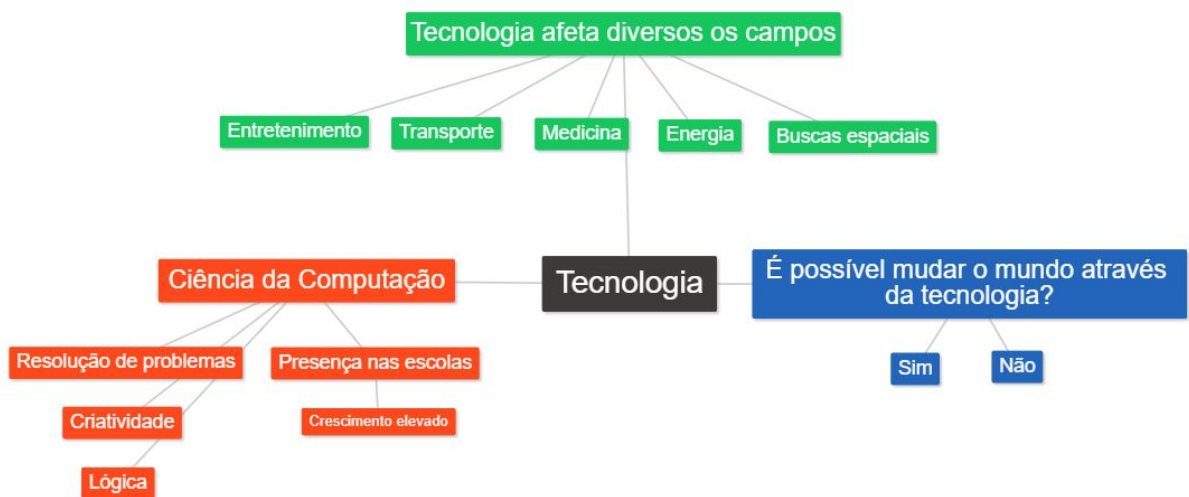 Tecnologia afeta diversos os campos
Entretenimento
Transporte
Medicina
Energia
Buscas espaciais
Ciência da Computação
Tecnologia
É possível mudar o mundo através
da tecnologia?
Resolução de problemas
Presença nas escolas
Sim
Não
Criatividade
Crescimento elevado
Lógica